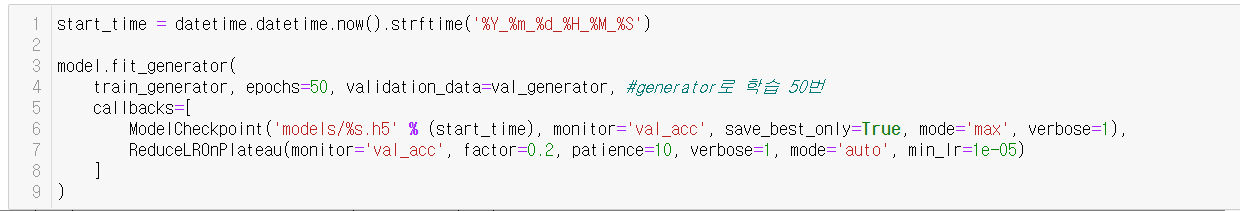 1 start_time = datetime.datetime.now().strftime('%Y_%m_%d_%H_%M_%S')
2
3 model.fit_generator(
4     train_generator, epochs=50, validation_data=val_generator, #generator로 학습 50번
5     callbacks=[
6         ModelCheckpoint('models/%s.h5' % (start_time), monitor='val_acc', save_best_only=True, mode='max', verbose=1),
7         ReduceLROnPlateau(monitor='val_acc', factor=0.2, patience=10, verbose=1, mode='auto', min_lr=1e-05)
8     ]
9 )